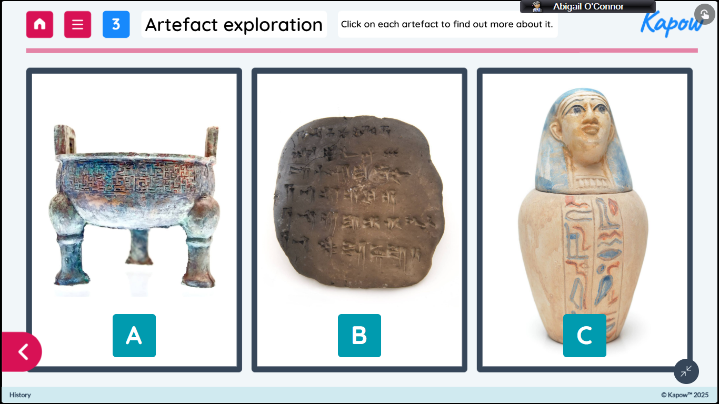 Abigail O'Connor
3
Artefact exploration
Click on each artefact to find out more about it.
Kapow
A
B
C
History
© Kapow™ 2025